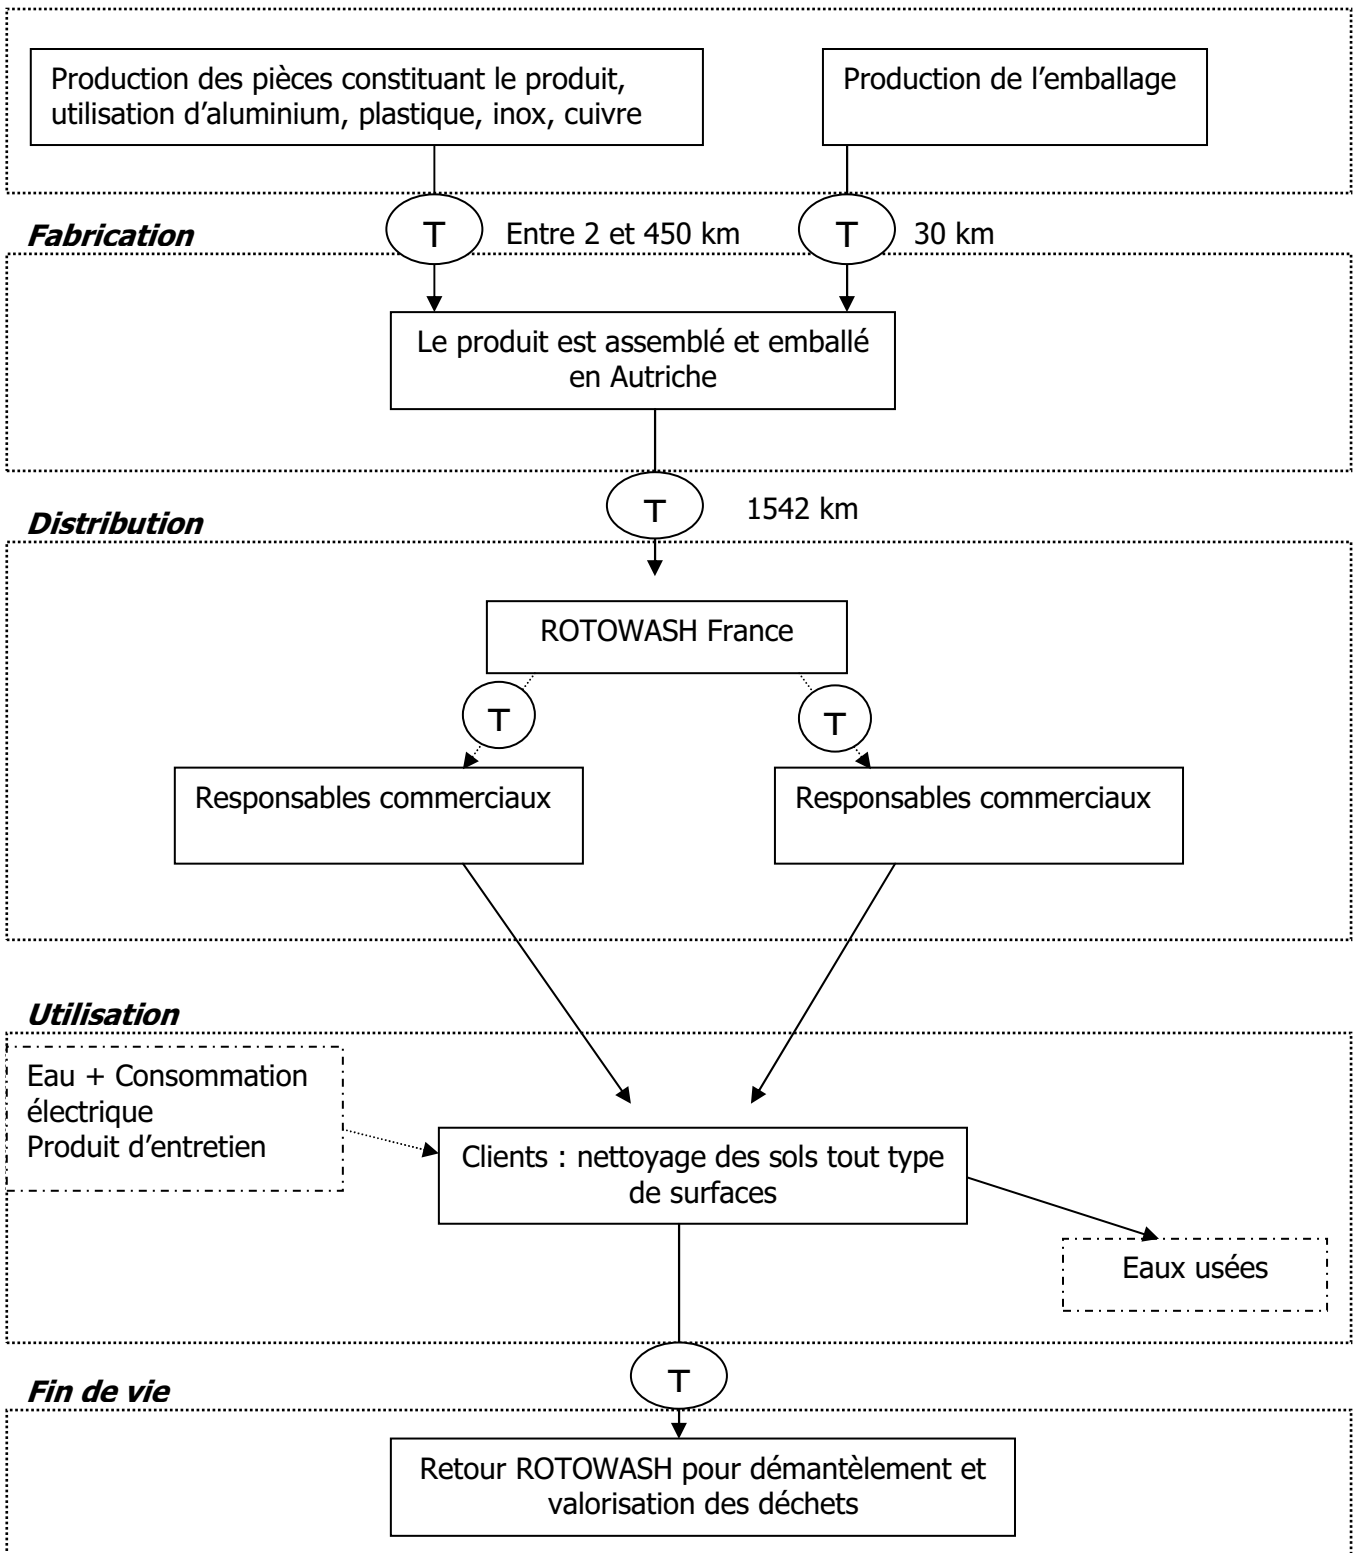 Production des pièces constituant le produit,
utilisation d'aluminium, plastique, inox, cuivre
Production de l'emballage
Fabrication
T
Entre 2 et 450 km
T
30 km
Le produit est assemblé et emballé
en Autriche
Distribution
T
1542 km
ROTOWASH France
T
T
Responsables commerciaux
Responsables commerciaux
Utilisation
Eau + Consommation
électrique
Produit d'entretien
Clients : nettoyage des sols tout type
de surfaces
Eaux usées
Fin de vie
T
Retour ROTOWASH pour démantèlement et
valorisation des déchets